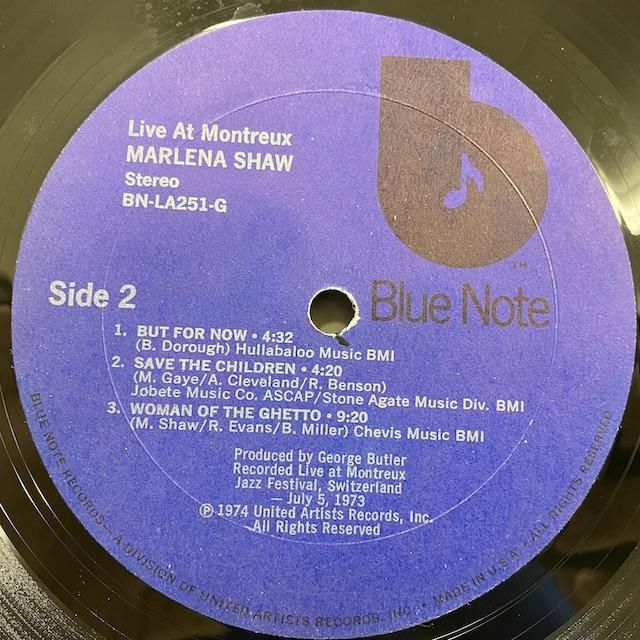 Live At Montreux
MARLENA SHAW
Stereo
BN-LA251-G
b
TM
Blue Note
Side 2
1. BUT FOR NOW • 4:32
(B. Dorough) Hullabaloo Music BMI
2. SAVE THE CHILDREN • 4:20
(M. Gaye/A. Cleveland/R. Benson)
Jobete Music Co. ASCAP/Stone Agate Music Div. BMI
3. WOMAN OF THE GHETTO • 9:20
(M. Shaw/R. Evans/B. Miller) Chevis Music BMI
Produced by George Butler
Recorded Live at Montreux
Jazz Festival, Switzerland
— July 5, 1973
℗ 1974 United Artists Records, Inc.
All Rights Reserved
BLUE NOTE RECORDS — A DIVISION OF UNITED ARTISTS RECORDS, INC. • MADE IN U.S.A. • ALL RIGHTS RESERVED